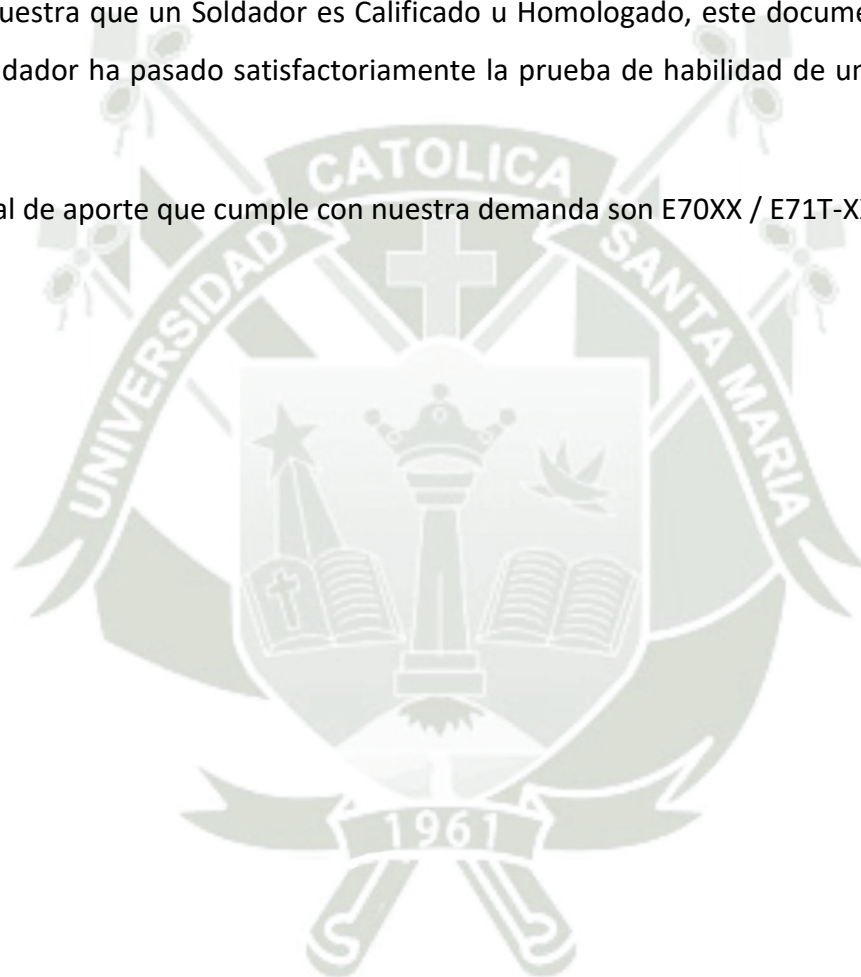 uestra que un Soldador es Calificado u Homologado, este docume
dador ha pasado satisfactoriamente la prueba de habilidad de un
CATOLICA
al de aporte que cumple con nuestra demanda son E70XX / E71T-X
UNIVERSIDAD
SANTA MARIA
1961